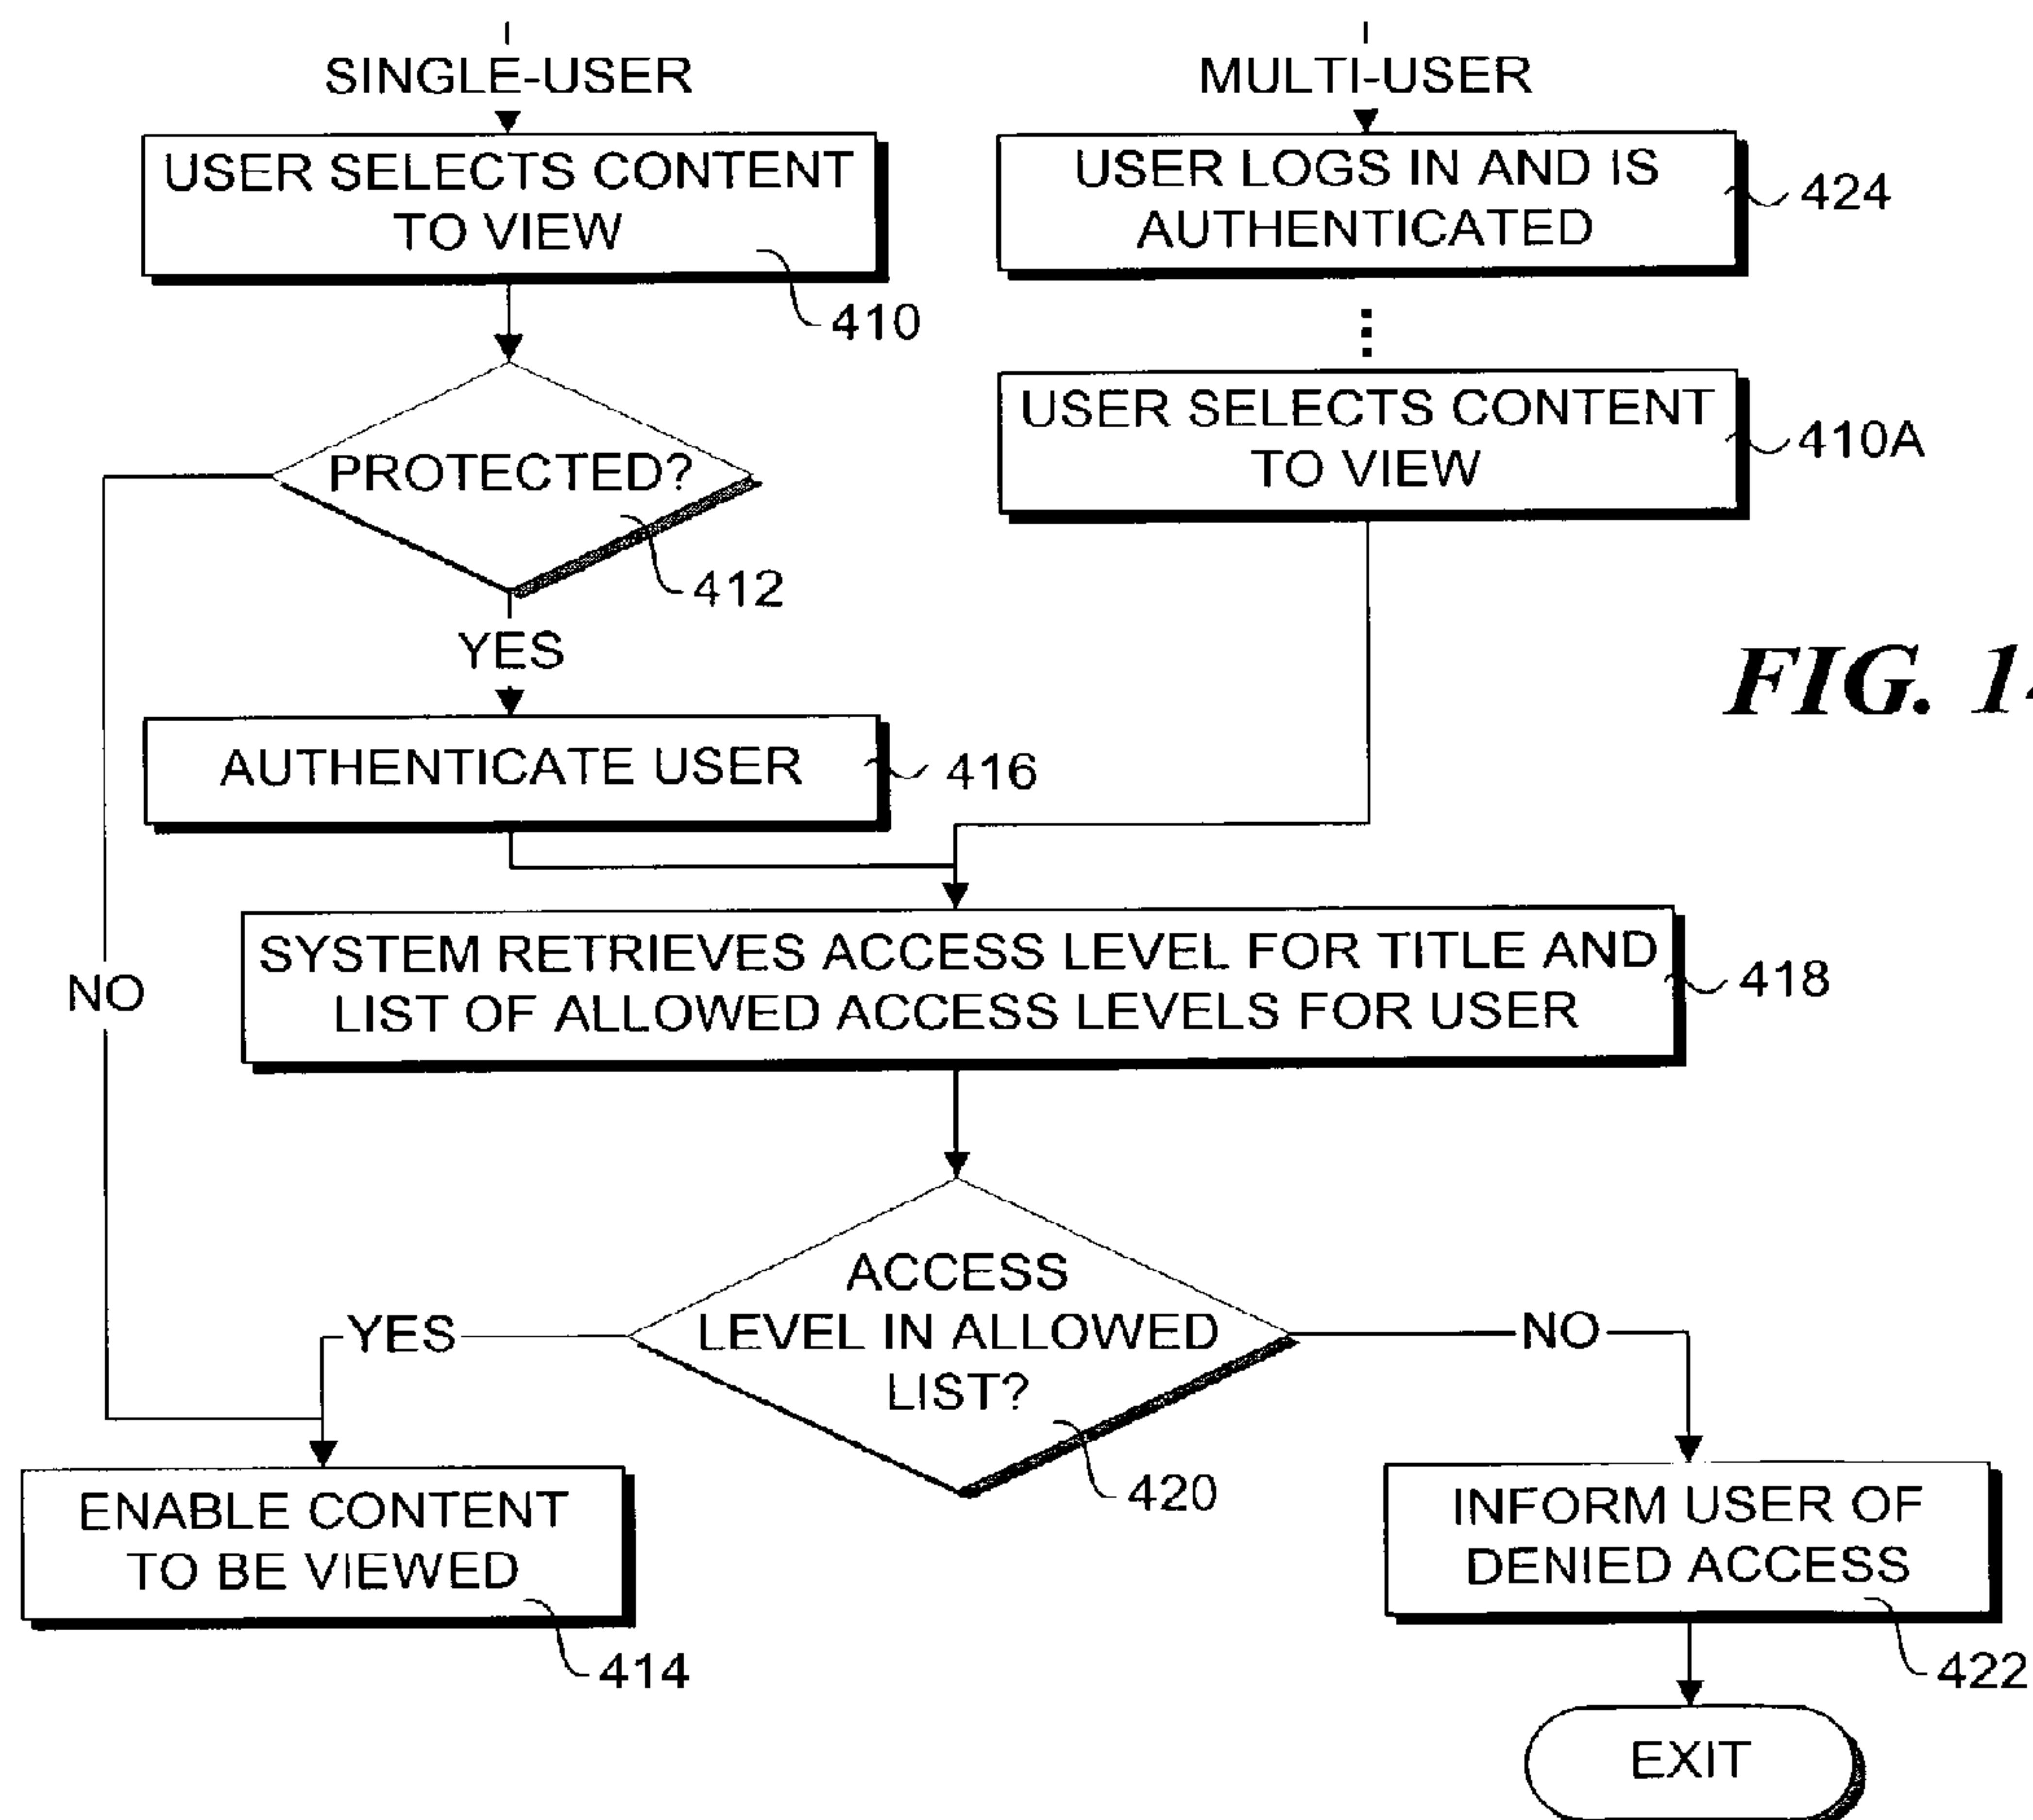 SINGLE-USER
USER SELECTS CONTENT
TO VIEW
410
PROTECTED?
412
YES
NO
AUTHENTICATE USER
416
MULTI-USER
USER LOGS IN AND IS
AUTHENTICATED
424
USER SELECTS CONTENT
TO VIEW
410A
FIG. 1
SYSTEM RETRIEVES ACCESS LEVEL FOR TITLE AND
LIST OF ALLOWED ACCESS LEVELS FOR USER
418
ACCESS
LEVEL IN ALLOWED
LIST?
420
YES
NO
ENABLE CONTENT
TO BE VIEWED
414
INFORM USER OF
DENIED ACCESS
422
EXIT